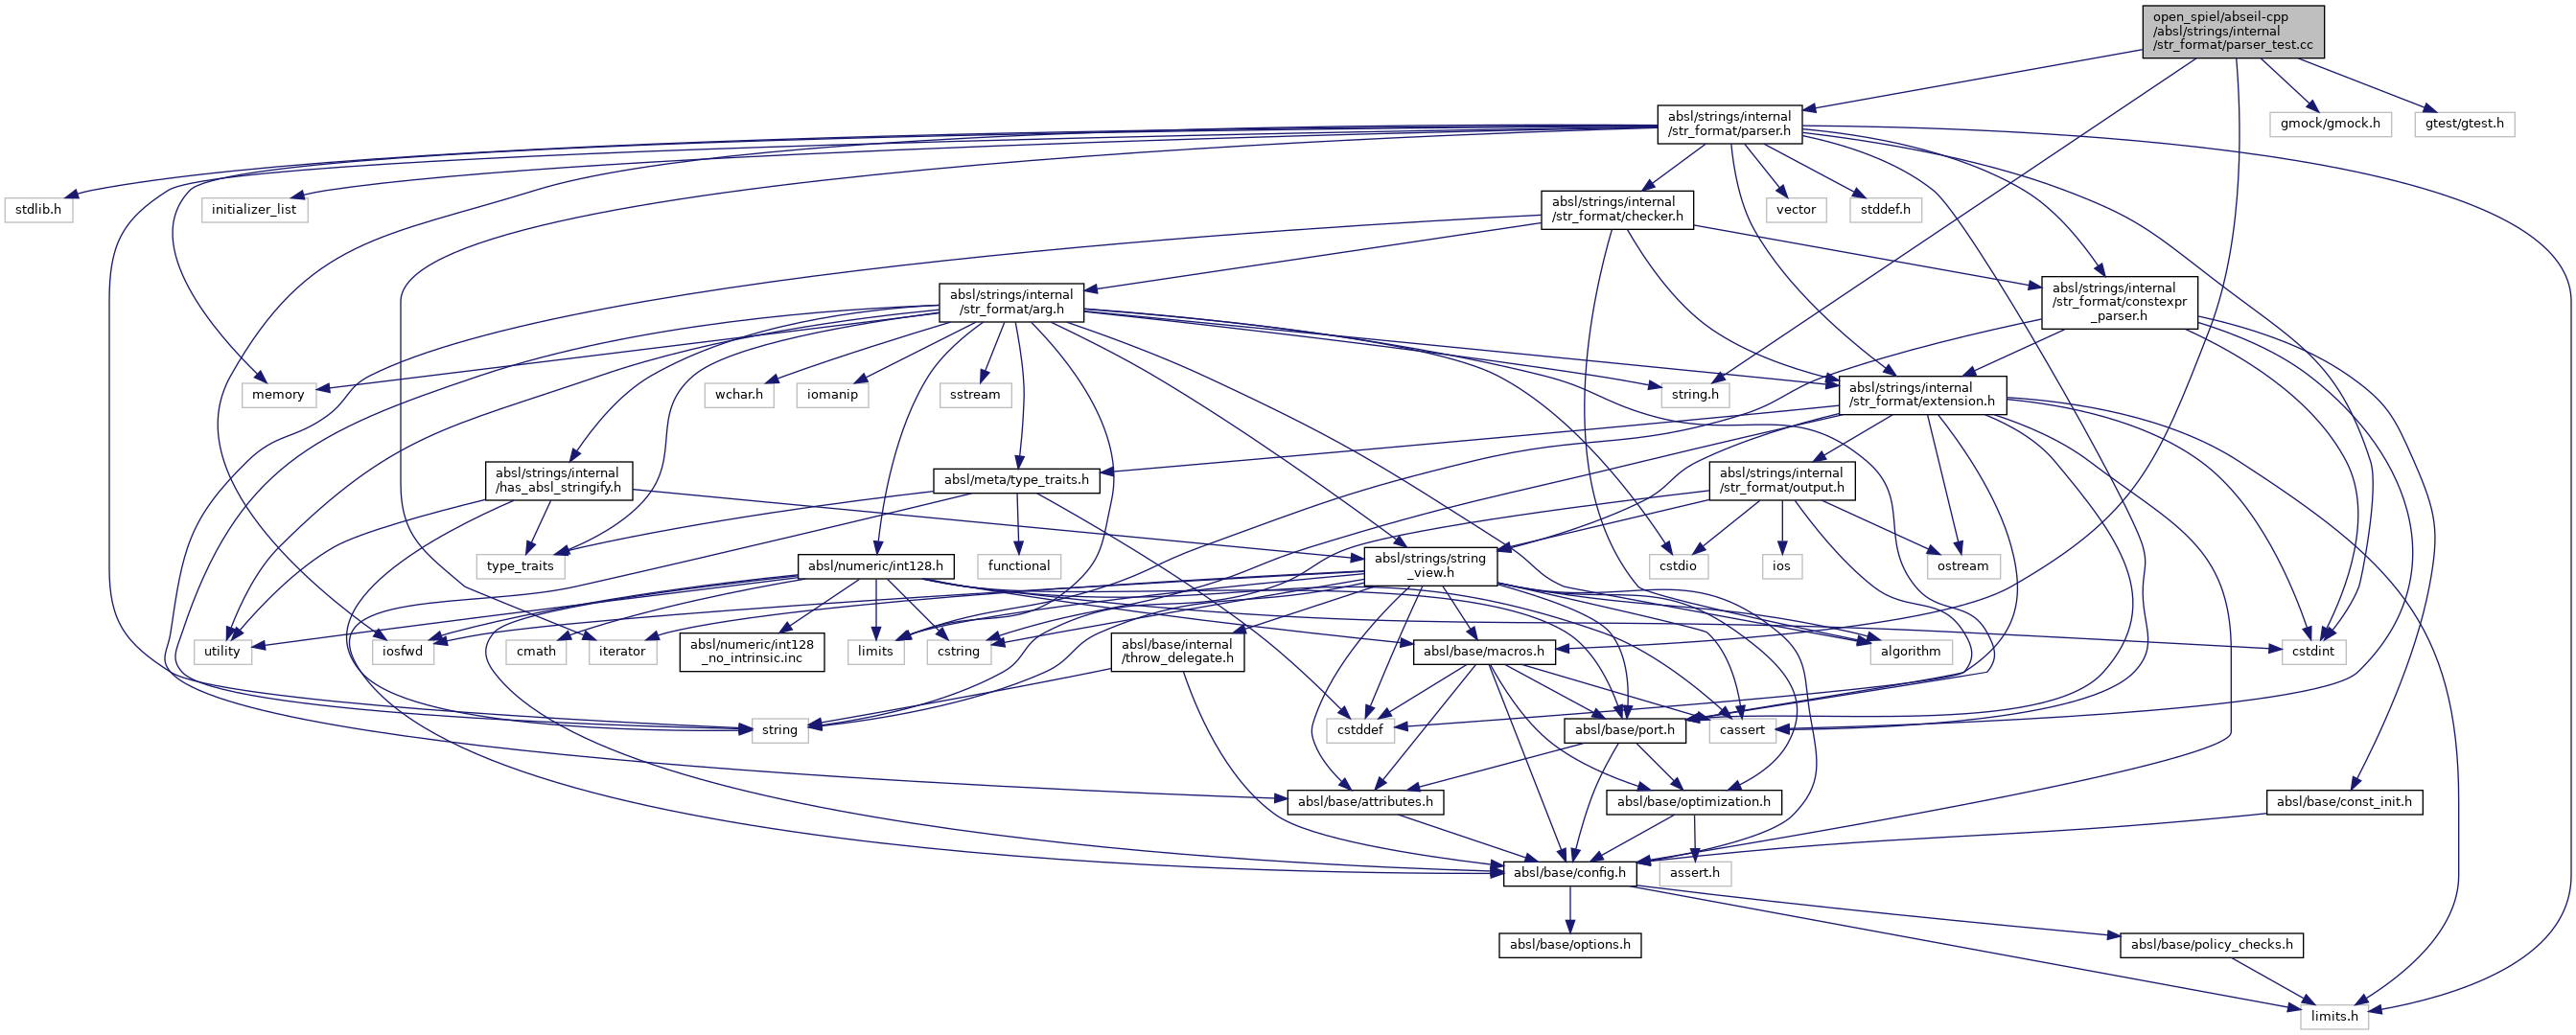 open_spiel/abseil-cpp
/absl/strings/internal
/str_format/parser_test.cc
absl/strings/internal
/str_format/parser.h
gmock/gmock.h
gtest/gtest.h
stdlib.h
initializer_list
absl/strings/internal
/str_format/checker.h
vector
stddef.h
absl/strings/internal
/str_format/arg.h
absl/strings/internal
/str_format/constexpr
_parser.h
memory
wchar.h
iomanip
sstream
string.h
absl/strings/internal
/str_format/extension.h
absl/strings/internal
/has_absl_stringify.h
absl/meta/type_traits.h
absl/strings/internal
/str_format/output.h
type_traits
absl/numeric/int128.h
functional
absl/strings/string
_view.h
cstdio
ios
ostream
utility
iosfwd
cmath
iterator
absl/numeric/int128
_no_intrinsic.inc
limits
cstring
absl/base/internal
/throw_delegate.h
absl/base/macros.h
algorithm
cstdint
string
cstddef
absl/base/port.h
cassert
absl/base/attributes.h
absl/base/optimization.h
absl/base/const_init.h
absl/base/config.h
assert.h
absl/base/options.h
absl/base/policy_checks.h
limits.h